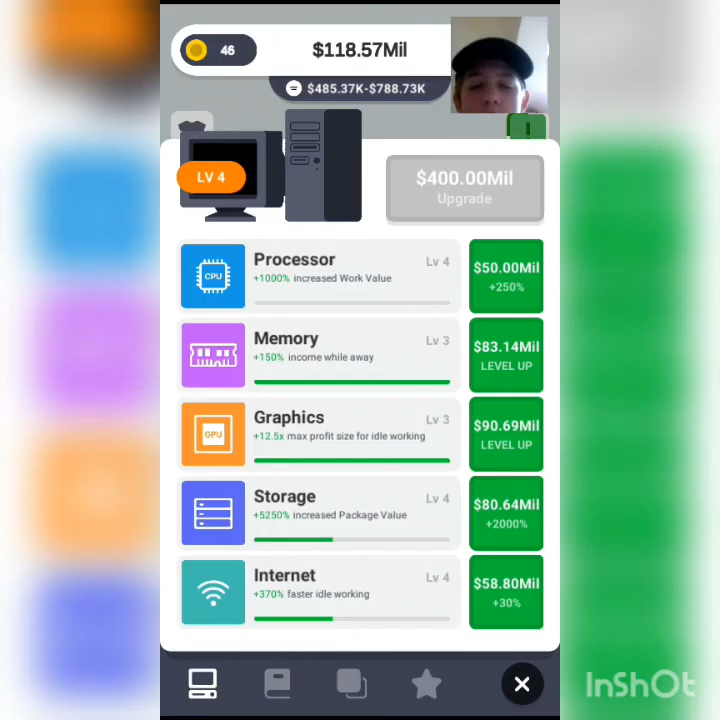 46
$118.57Mil
$485.37K-$788.73K
LV 4
$400.00Mil
Upgrade
CPU
Processor
Lv 4
+1000% increased Work Value
$50.00Mil
+250%
Memory
Lv 3
+150% income while away
$83.14Mil
LEVEL UP
GPU
Graphics
Lv 3
+12.5x max profit size for idle working
$90.69Mil
LEVEL UP
Storage
Lv 4
+5250% increased Package Value
$80.64Mil
+2000%
Internet
Lv 4
+370% faster idle working
$58.80Mil
+30%
InShOt